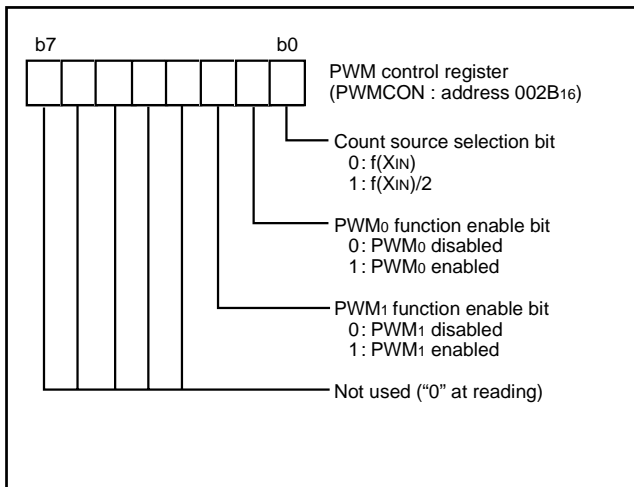 b7 b0
PWM control register
(PWMCON : address 002B16)
Count source selection bit
0: f(XIN)
1: f(XIN)/2
PWM0 function enable bit
0: PWM0 disabled
1: PWM0 enabled
PWM1 function enable bit
0: PWM1 disabled
1: PWM1 enabled
Not used (“0” at reading)